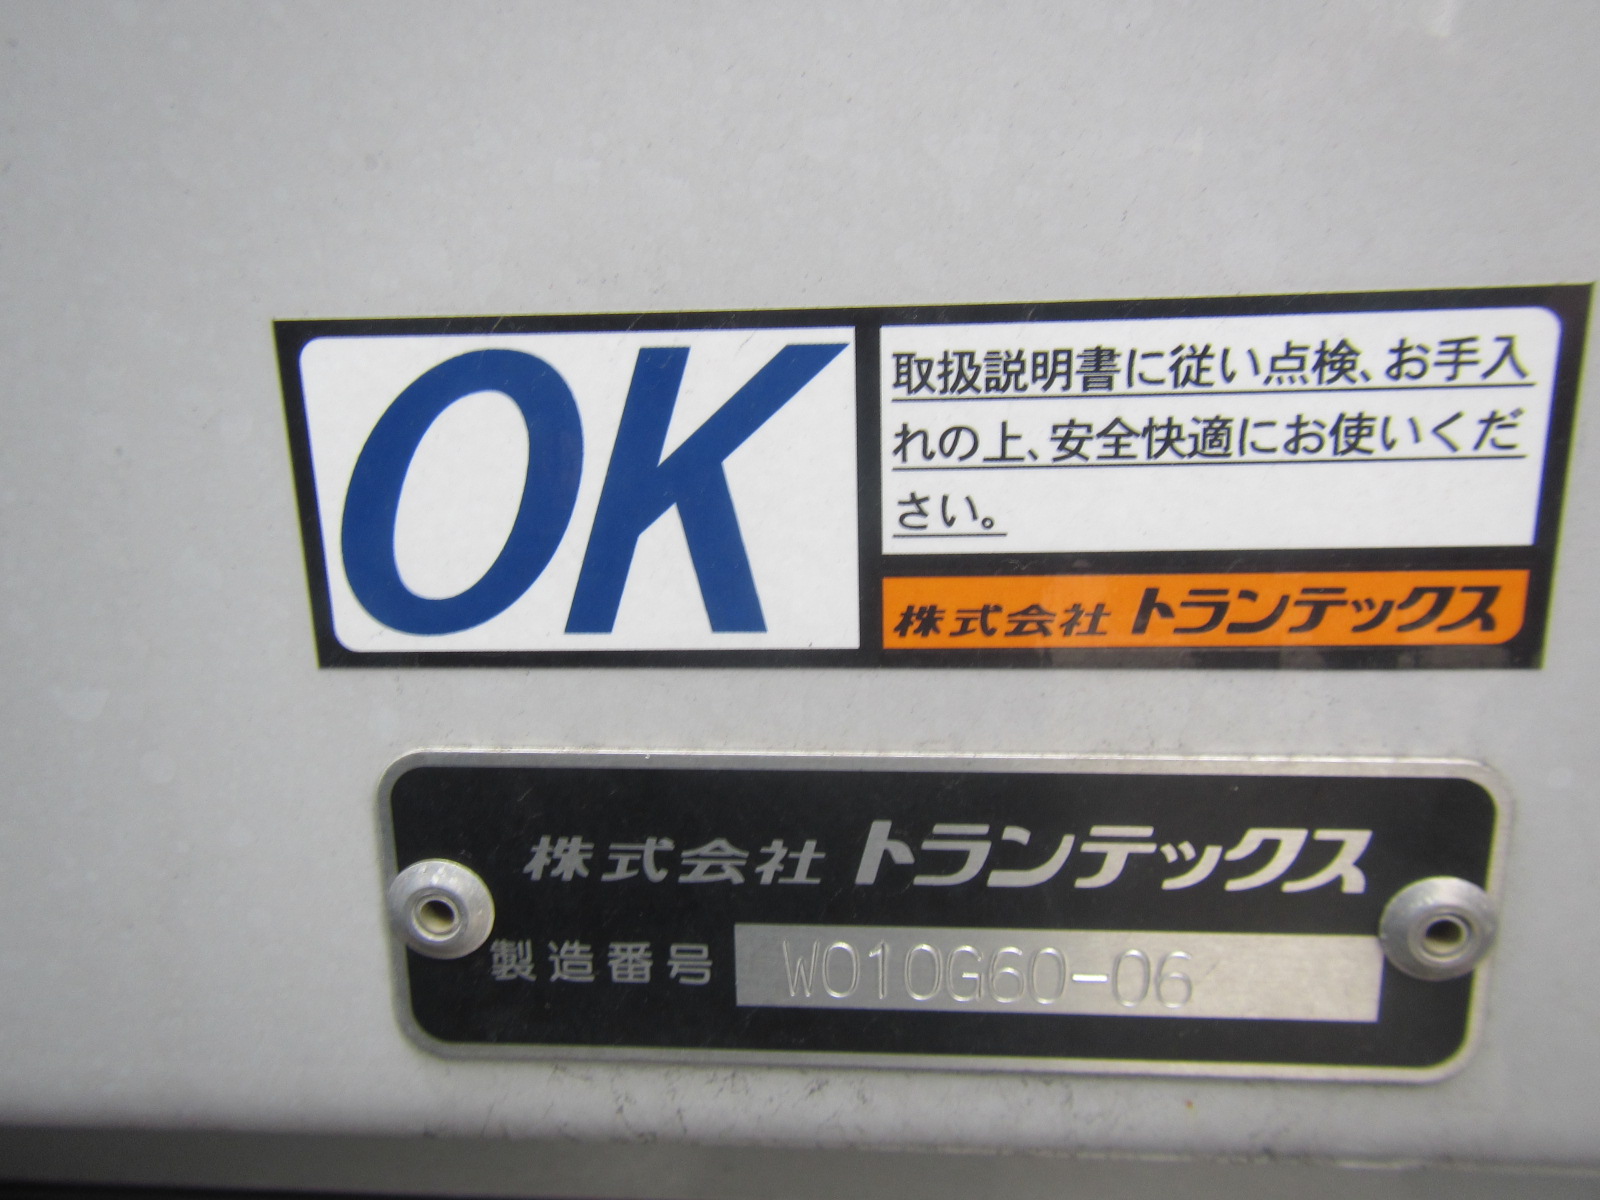 OK
取扱説明書に従い点検、お手入
れの上、安全快適にお使いくだ
さい。
株式会社 トランテックス
株式会社 トランテックス
製造番号 W010G60-06